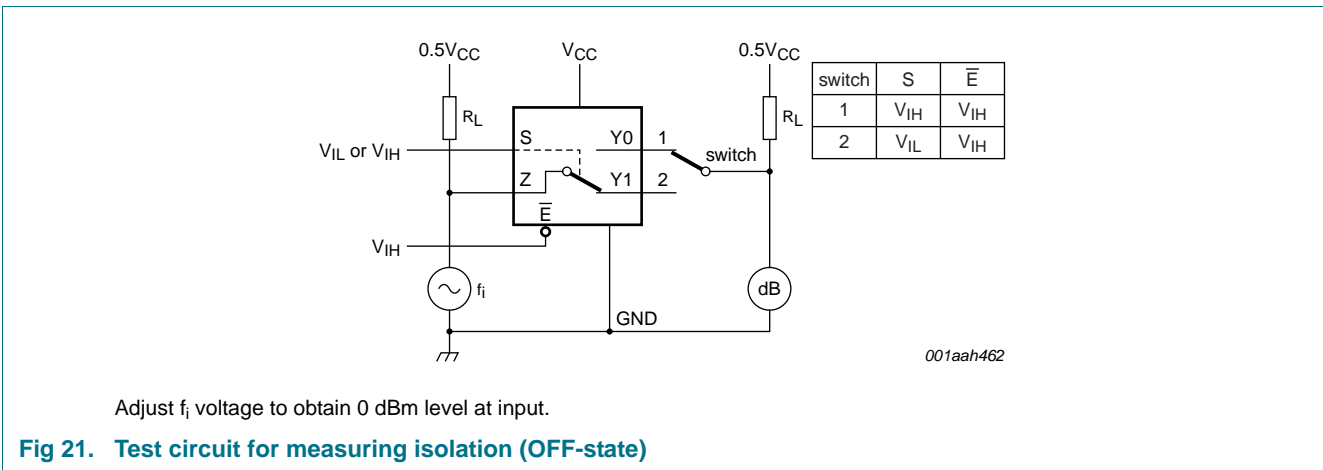 0.5VCC
VCC
0.5VCC
switch S E̅
1 VIH VIH
2 VIL VIH
RL
RL
VIL or VIH
S
Y0
1
switch
Z
Y1
2
E̅
VIH
fi
dB
GND
001aah462
Adjust fi voltage to obtain 0 dBm level at input.
Fig 21. Test circuit for measuring isolation (OFF-state)